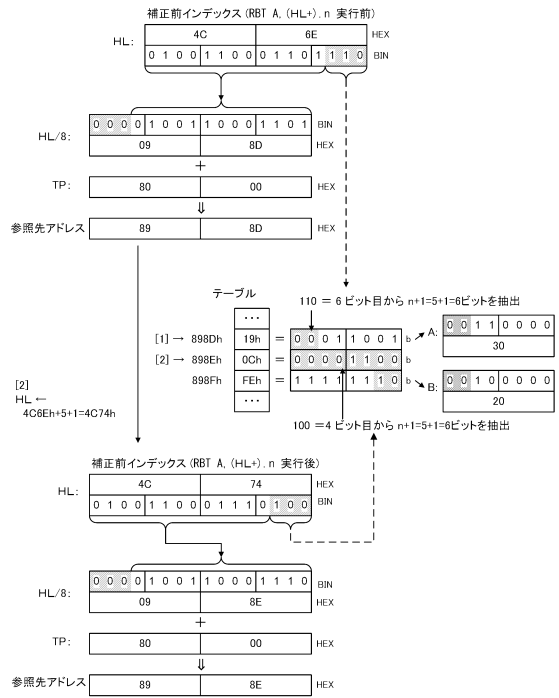 補正前インデックス (RBT A, (HL+). n 実行前)
HL: 4C 6E HEX
0 1 0 0 1 1 0 0 0 1 1 0 1 1 1 0 BIN
0 0 0 0 1 0 0 1 1 0 0 0 1 1 0 1 BIN
HL/8: 09 8D HEX
+
TP: 80 00 HEX
⇓
参照先アドレス 89 8D HEX
テーブル
110 = 6 ビット目から n+1=5+1=6ビットを抽出
...
[1] → 898Dh 19h = 0 0 0 1 1 0 0 1 b A: 0 0 1 1 0 0 0 0
30
[2] → 898Eh 0Ch = 0 0 0 0 1 1 0 0 b
898Fh FEh = 1 1 1 1 1 1 1 0 b B: 0 0 1 0 0 0 0 0
20
...
[2]
HL ←
4C6Eh+5+1=4C74h
100 =4 ビット目から n+1=5+1=6ビットを抽出
補正前インデックス (RBT A, (HL+). n 実行後)
HL: 4C 74 HEX
0 1 0 0 1 1 0 0 0 1 1 1 0 1 0 0 BIN
0 0 0 0 1 0 0 1 1 0 0 0 1 1 1 0 BIN
HL/8: 09 8E HEX
+
TP: 80 00 HEX
⇓
参照先アドレス 89 8E HEX